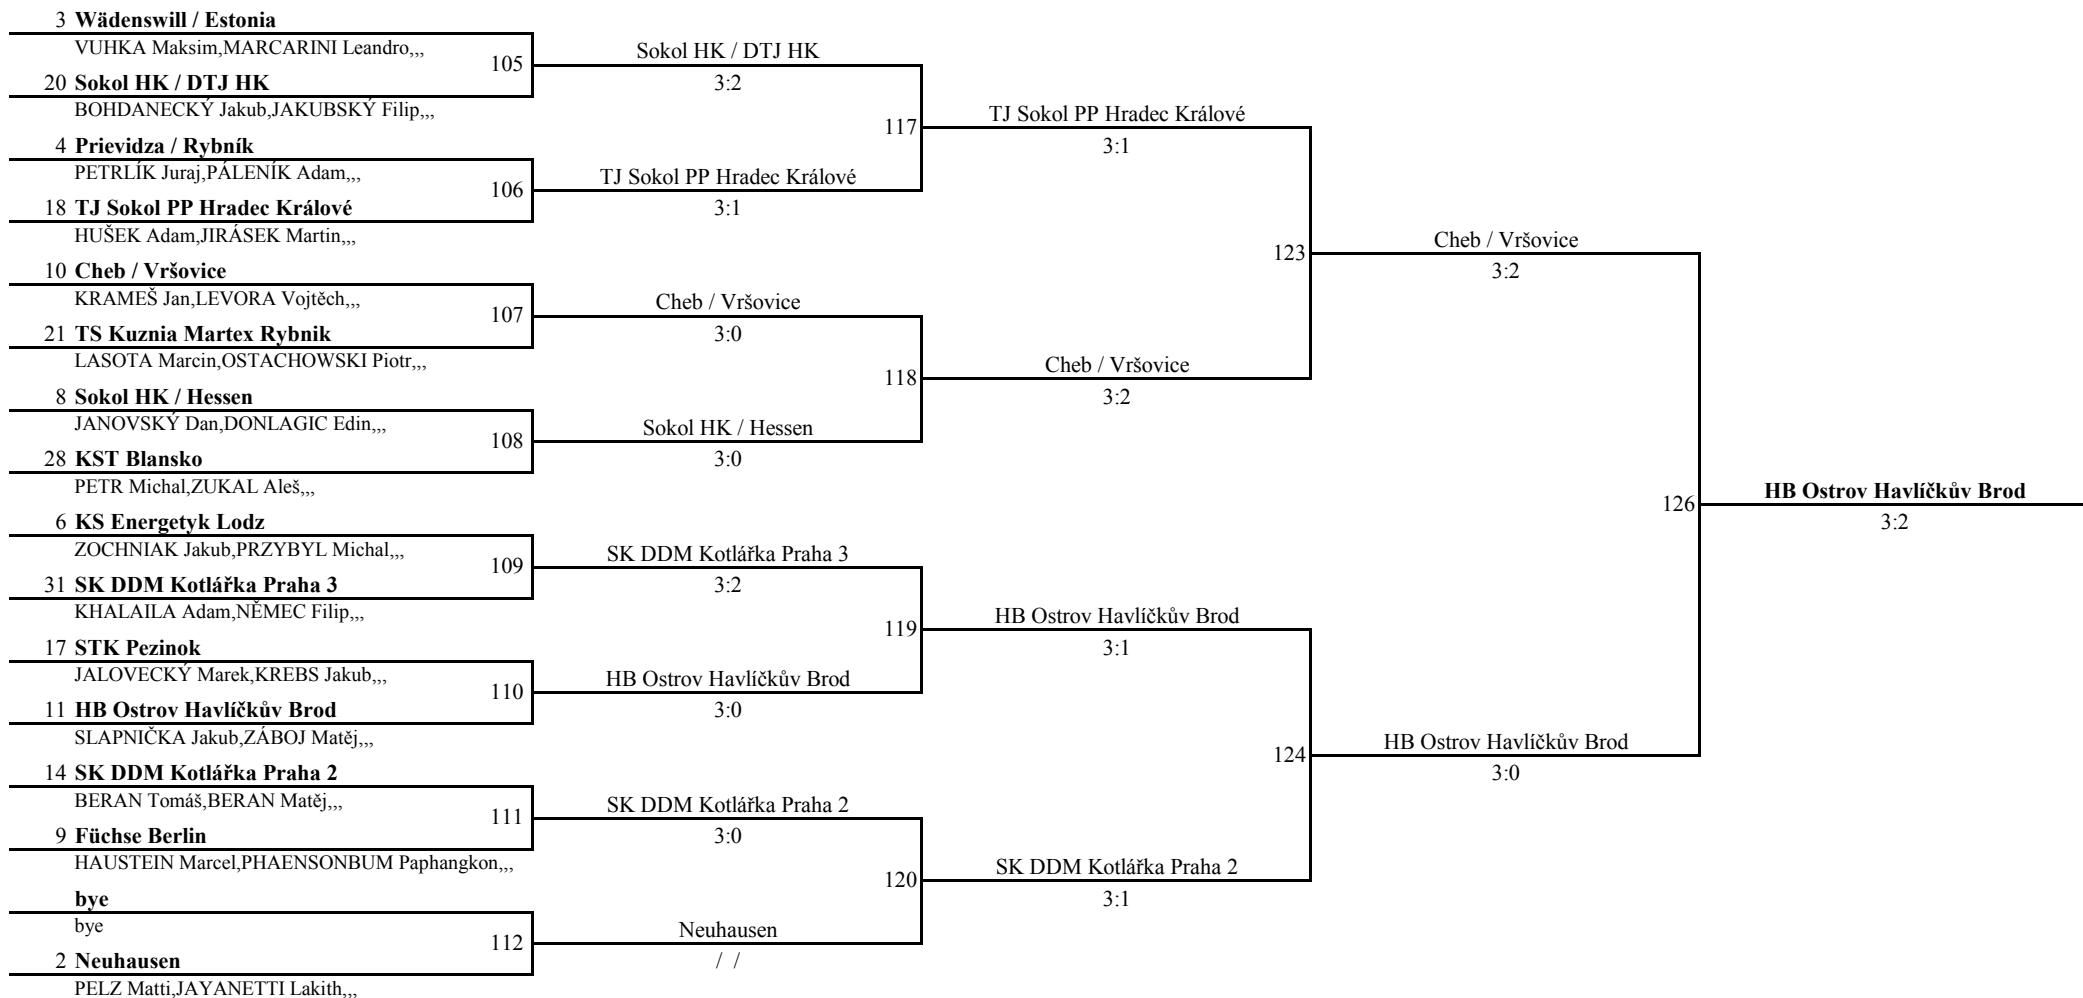 3 Wädenswill / Estonia
VUHKA Maksim,MARCARINI Leandro,,,
105
20 Sokol HK / DTJ HK
BOHDANECKÝ Jakub,JAKUBSKÝ Filip,,,
4 Prievidza / Rybník
PETRLÍK Juraj,PÁLENÍK Adam,,,
106
18 TJ Sokol PP Hradec Králové
HUŠEK Adam,JIRÁSEK Martin,,,
10 Cheb / Vršovice
KRAMEŠ Jan,LEVORA Vojtěch,,,
107
21 TS Kuznia Martex Rybnik
LASOTA Marcin,OSTACHOWSKI Piotr,,,
8 Sokol HK / Hessen
JANOVSKÝ Dan,DONLAGIC Edin,,,
108
28 KST Blansko
PETR Michal,ZUKAL Aleš,,,
6 KS Energetyk Lodz
ZOCHNIAK Jakub,PRZYBYL Michal,,,
109
31 SK DDM Kotlářka Praha 3
KHALAILA Adam,NĚMEC Filip,,,
17 STK Pezinok
JALOVECKÝ Marek,KREBS Jakub,,,
110
11 HB Ostrov Havlíčkův Brod
SLAPNIČKA Jakub,ZÁBOJ Matěj,,,
14 SK DDM Kotlářka Praha 2
BERAN Tomáš,BERAN Matěj,,,
111
9 Füchse Berlin
HAUSTEIN Marcel,PHAENSONBUM Paphangkon,,,
bye
bye
112
2 Neuhausen
PELZ Matti,JAYANETTI Lakith,,,
Sokol HK / DTJ HK
3:2
117
TJ Sokol PP Hradec Králové
3:1
Cheb / Vršovice
3:0
118
Sokol HK / Hessen
3:0
SK DDM Kotlářka Praha 3
3:2
119
HB Ostrov Havlíčkův Brod
3:0
SK DDM Kotlářka Praha 2
3:0
120
Neuhausen
/ /
TJ Sokol PP Hradec Králové
3:1
123
Cheb / Vršovice
3:2
HB Ostrov Havlíčkův Brod
3:1
124
SK DDM Kotlářka Praha 2
3:1
Cheb / Vršovice
3:2
126
HB Ostrov Havlíčkův Brod
3:0
HB Ostrov Havlíčkův Brod
3:2